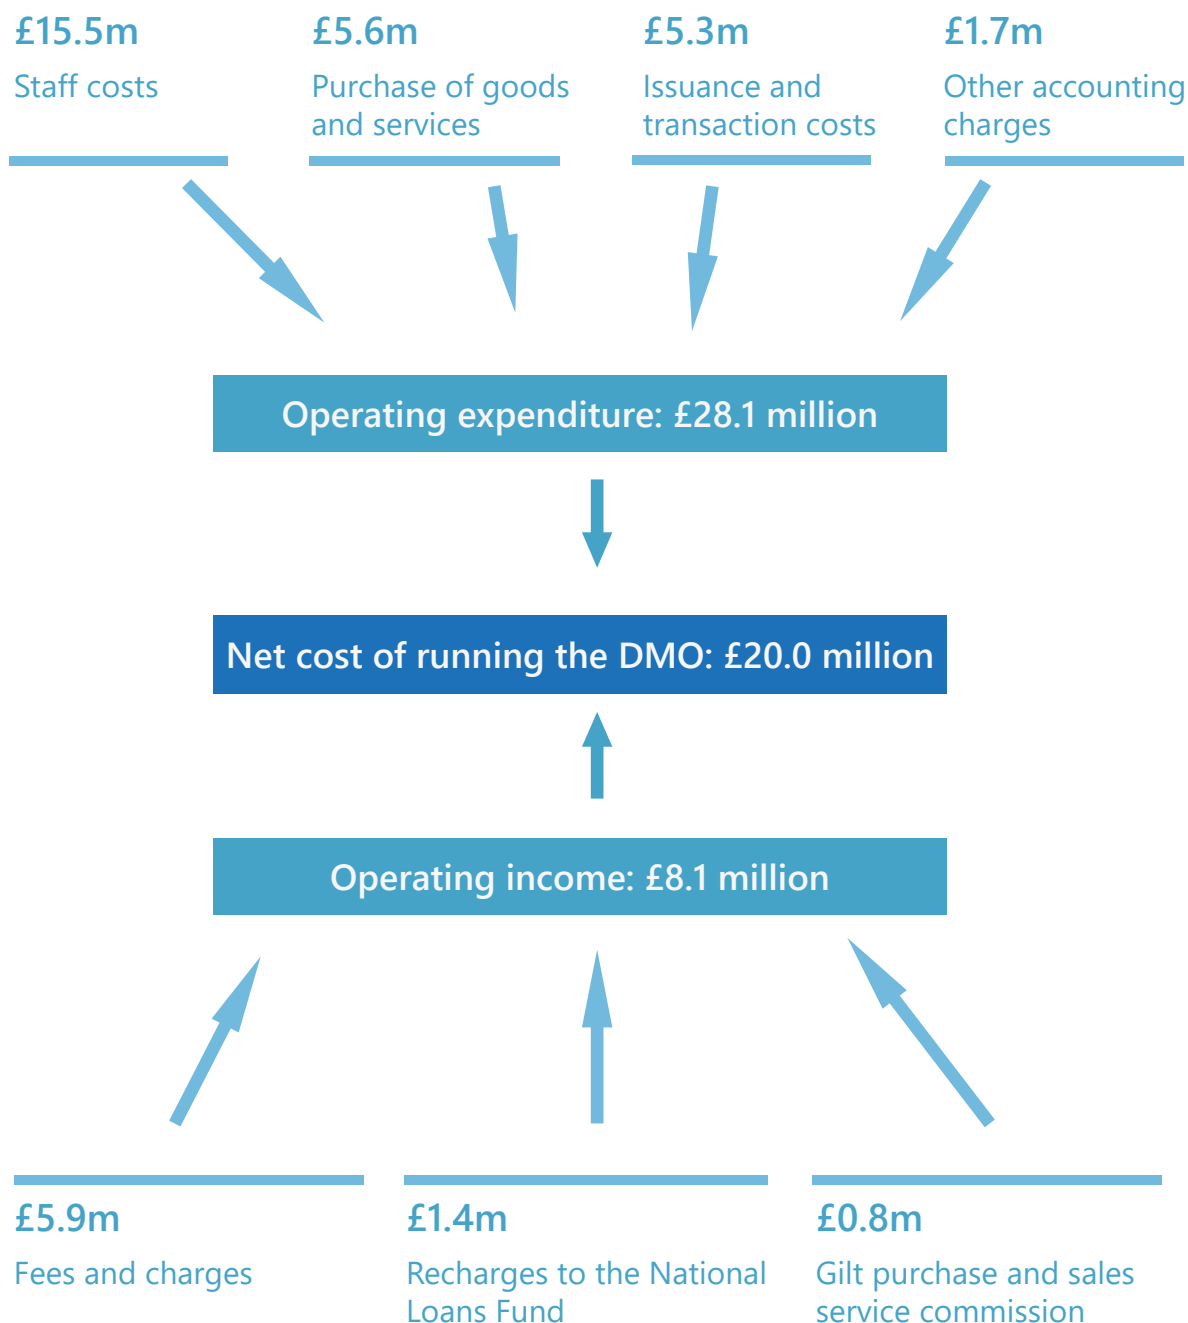 £15.5m
Staff costs
£5.6m
Purchase of goods
and services
£5.3m
Issuance and
transaction costs
£1.7m
Other accounting
charges
Operating expenditure: £28.1 million
Net cost of running the DMO: £20.0 million
Operating income: £8.1 million
£5.9m
Fees and charges
£1.4m
Recharges to the National
Loans Fund
£0.8m
Gilt purchase and sales
service commission